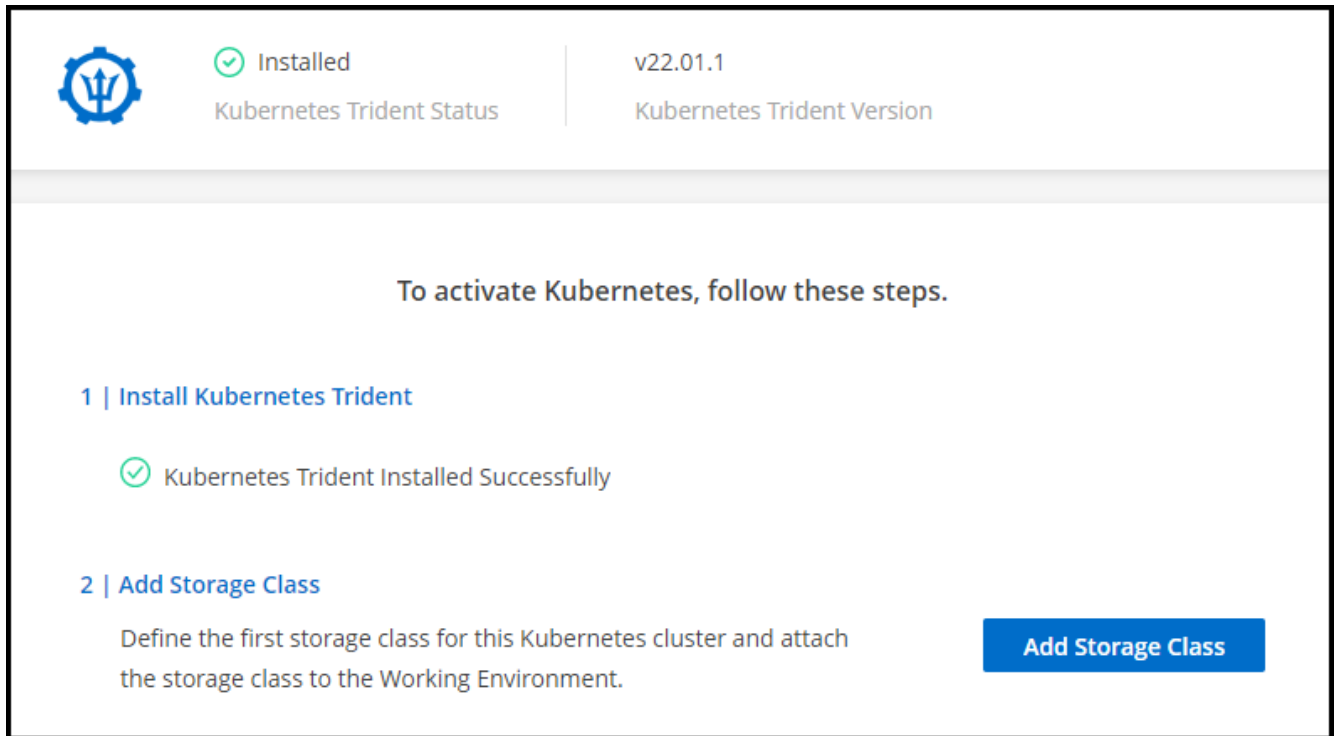 Installed
Kubernetes Trident Status
v22.01.1
Kubernetes Trident Version
To activate Kubernetes, follow these steps.
1 | Install Kubernetes Trident
Kubernetes Trident Installed Successfully
2 | Add Storage Class
Define the first storage class for this Kubernetes cluster and attach
the storage class to the Working Environment.
Add Storage Class